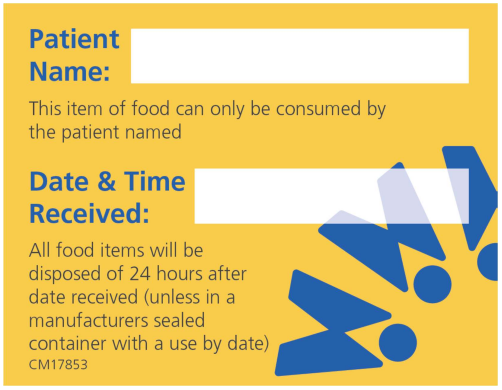 Patient
Name:
This item of food can only be consumed by
the patient named
Date & Time
Received:
All food items will be
disposed of 24 hours after
date received (unless in a
manufacturers sealed
container with a use by date)
CM17853